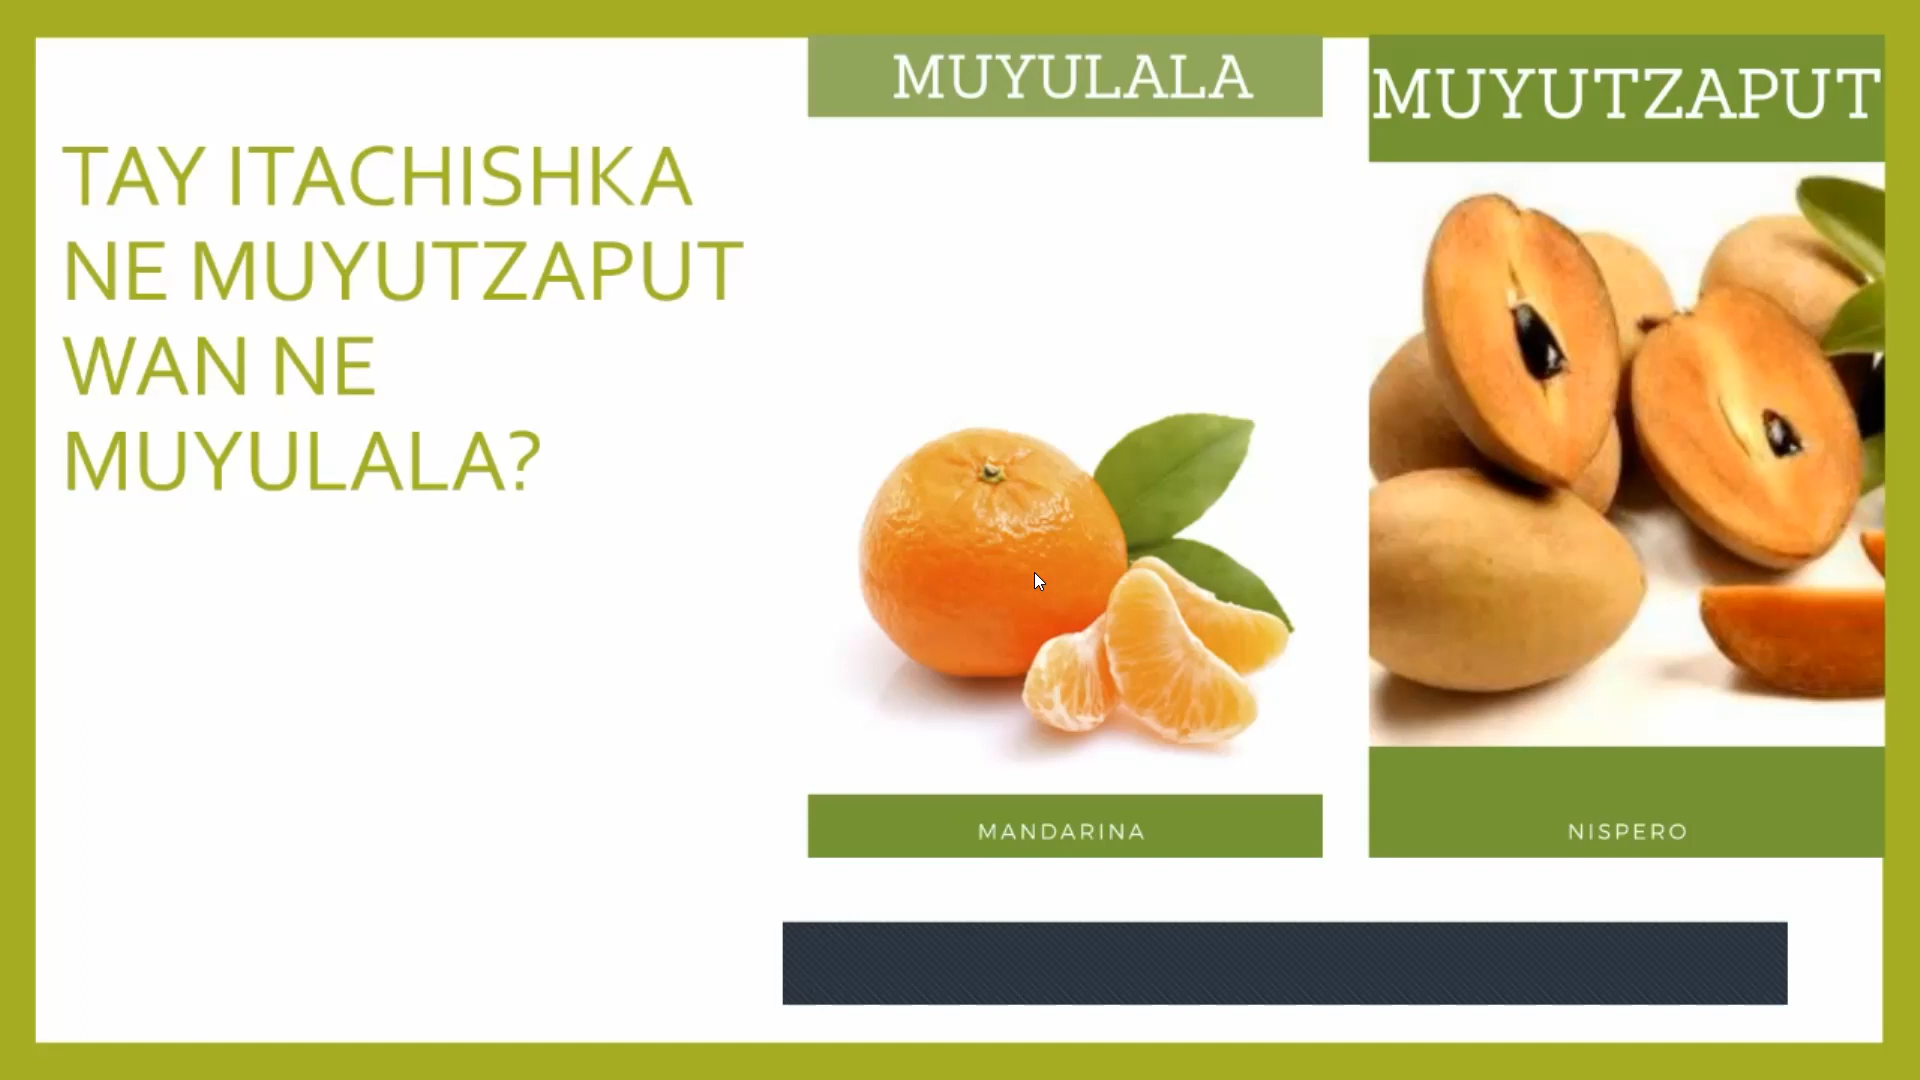 TAY ITACHISHKA
NE MUYUTZAPUT
WAN NE
MUYULALA?
MUYULALA
MANDARINA
MUYUTZAPUT
NISPERO